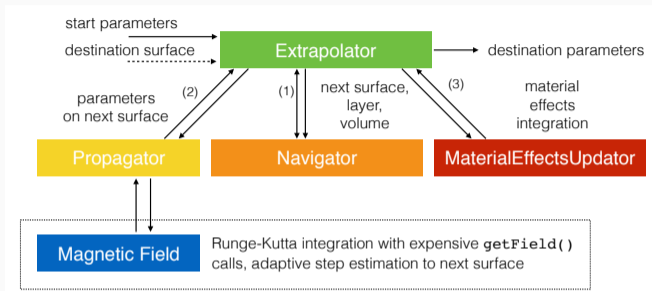 start parameters
destination surface
Extrapolator
destination parameters
(2)
(1)
(3)
parameters
on next surface
next surface,
layer,
volume
material
effects
integration
Propagator
Navigator
MaterialEffectsUpdator
Magnetic Field
Runge-Kutta integration with expensive getField()
calls, adaptive step estimation to next surface